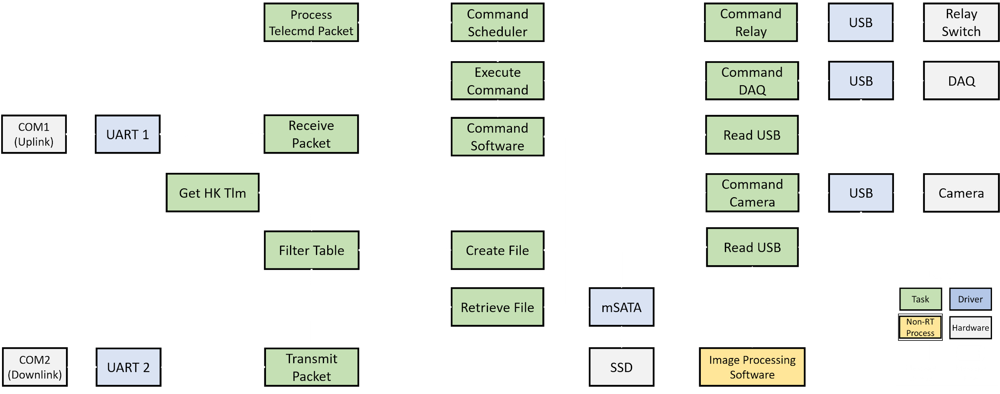 Process
Telecmd Packet
Command
Scheduler
Command
Relay
USB
Relay
Switch
Execute
Command
Command
DAQ
USB
DAQ
COM1
(Uplink)
UART 1
Receive
Packet
Command
Software
Read USB
Get HK Tlm
Command
Camera
USB
Camera
Filter Table
Create File
Read USB
Retrieve File
mSATA
Task
Driver
Non-RT
Process
Hardware
COM2
(Downlink)
UART 2
Transmit
Packet
SSD
Image Processing
Software